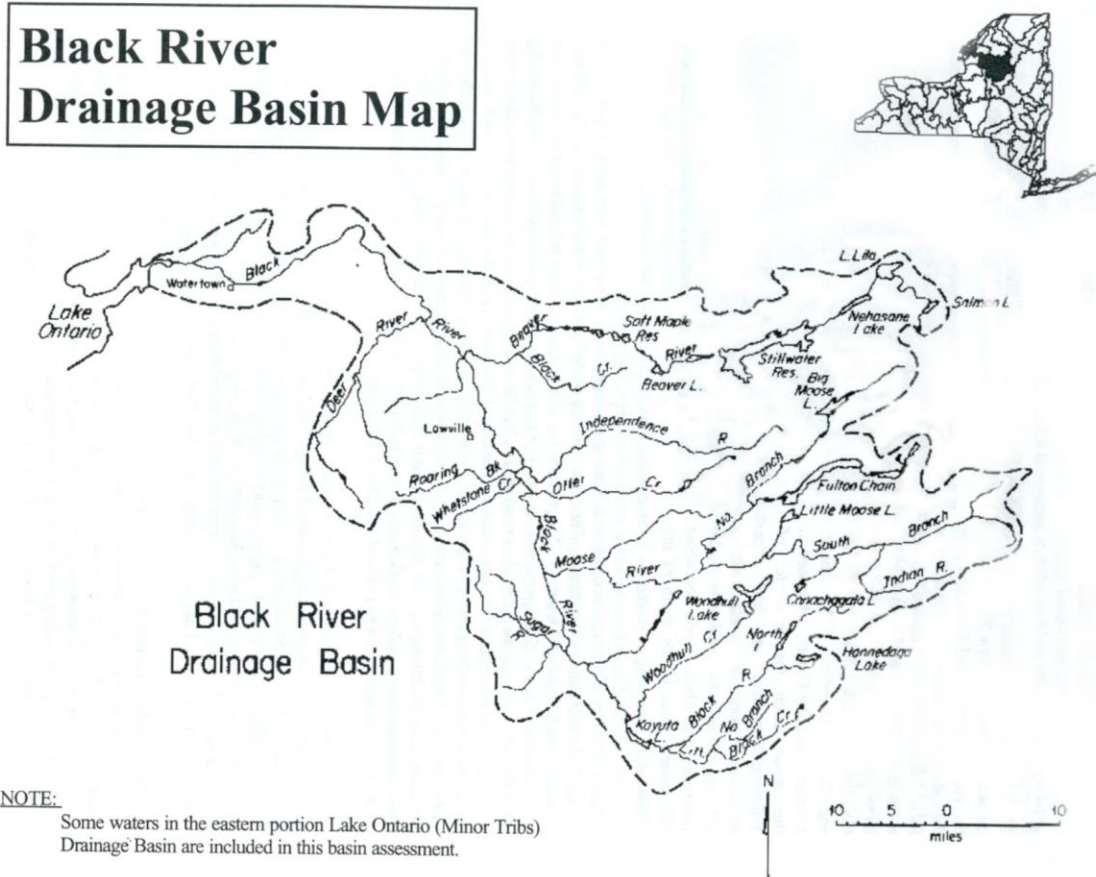 Black River
Drainage Basin Map
Lake
Ontario
Watertown
Black
River
River
Deer
Beaver
Soft Maple
Res
River
Black
Cr.
Beaver L.
Stillwater
Res.
L. Lila
Nehasane
Lake
Salmon L.
Big
Moose
L.
Lowville
Independence
R.
Roaring
Bk
Whetstone Cr
Otter
Cr
Branch
No.
Fulton Chain
Little Moose L.
South
Branch
Black
River
Moose
River
Indian R.
Woodhull
Lake
Woodhull
Cr.
North
Honnedaga
Lake
Sugar
R.
Kayuta
Black
R
No
Branch
Black
Cr.
Black River
Drainage Basin
NOTE:
Some waters in the eastern portion Lake Ontario (Minor Tribs)
Drainage Basin are included in this basin assessment.
N
10 5 0 10
miles